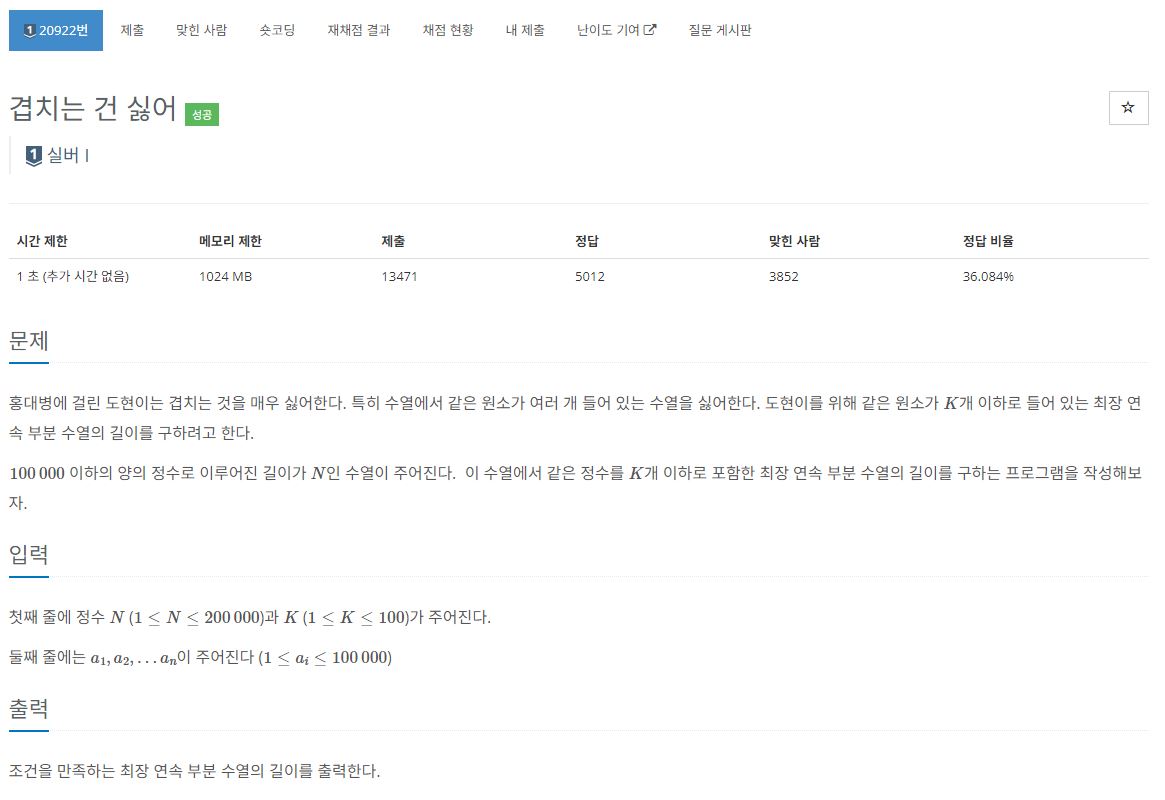 1 20922번 제출 맞힌 사람 숏코딩 재채점 결과 채점 현황 내 제출 난이도 기여 질문 게시판
겹치는 건 싫어 성공
1 실버 I
시간 제한 메모리 제한 제출 정답 맞힌 사람 정답 비율
1 초 (추가 시간 없음) 1024 MB 13471 5012 3852 36.084%
문제
홍대병에 걸린 도현이는 겹치는 것을 매우 싫어한다. 특히 수열에서 같은 원소가 여러 개 들어 있는 수열을 싫어한다. 도현이를 위해 같은 원소가 K개 이하로 들어 있는 최장 연
속 부분 수열의 길이를 구하려고 한다.
100 000 이하의 양의 정수로 이루어진 길이가 N인 수열이 주어진다. 이 수열에서 같은 정수를 K개 이하로 포함한 최장 연속 부분 수열의 길이를 구하는 프로그램을 작성해보
자.
입력
첫째 줄에 정수 N (1 ≤ N ≤ 200 000)과 K (1 ≤ K ≤ 100)가 주어진다.
둘째 줄에는 a₁, a₂, . . . aₙ이 주어진다 (1 ≤ aᵢ ≤ 100 000)
출력
조건을 만족하는 최장 연속 부분 수열의 길이를 출력한다.